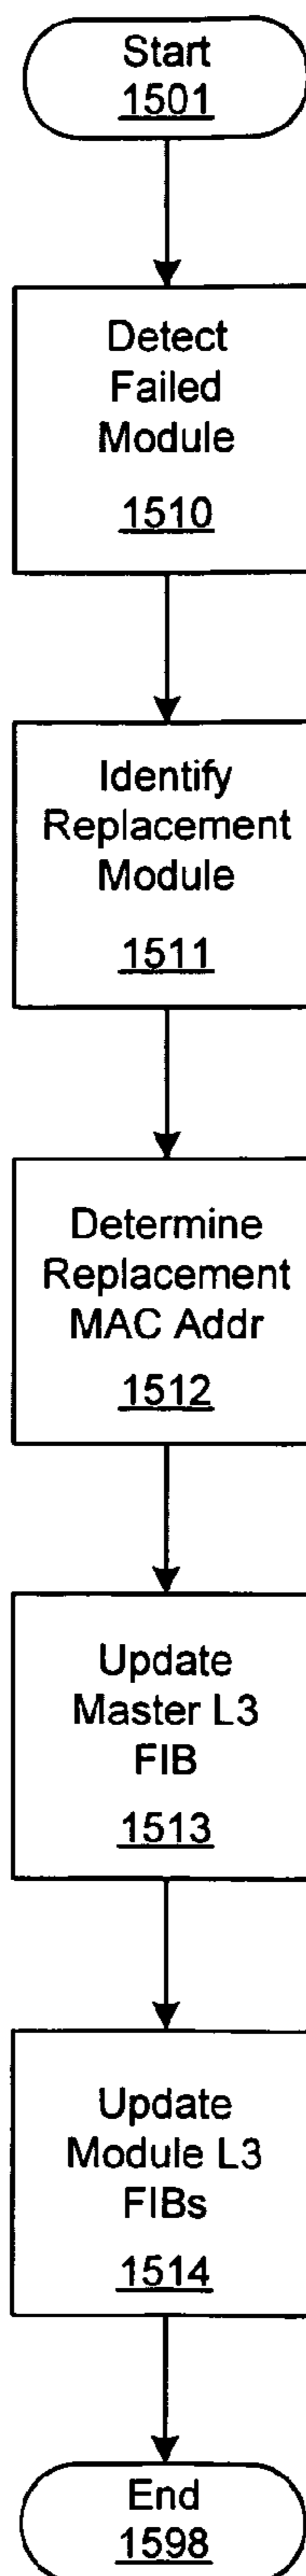 Start
1501
Detect
Failed
Module
1510
Identify
Replacement
Module
1511
Determine
Replacement
MAC Addr
1512
Update
Master L3
FIB
1513
Update
Module L3
FIBs
1514
End
1598